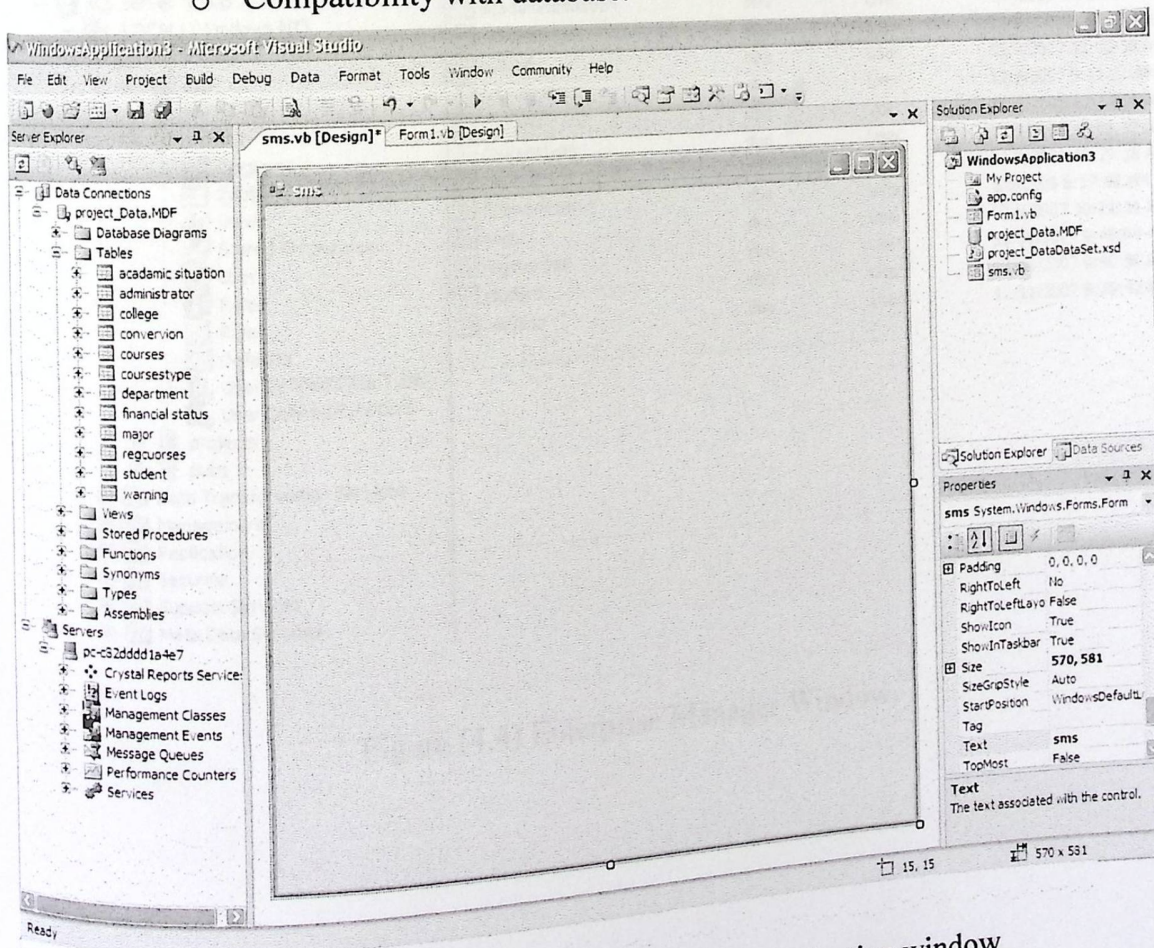 Compatibility with database.
WindowsApplication3 - Microsoft Visual Studio
File Edit View Project Build Debug Data Format Tools Window Community Help
Server Explorer
Data Connections
project_Data.MDF
Database Diagrams
Tables
acadamic situation
administrator
college
convervion
courses
coursestype
department
financial status
major
regcuorses
student
warning
Views
Stored Procedures
Functions
Synonyms
Types
Assemblies
Servers
pc-c82dddd1a4e7
Crystal Reports Service:
Event Logs
Management Classes
Management Events
Message Queues
Performance Counters
Services
Ready
sms.vb [Design]* Form1.vb [Design]
sms
Solution Explorer
WindowsApplication3
My Project
app.config
Form1.vb
project_Data.MDF
project_DataDataSet.xsd
sms.vb
Solution Explorer Data Sources
Properties
sms System.Windows.Forms.Form
Padding 0, 0, 0, 0
RightToLeft No
RightToLeftLayo False
ShowIcon True
ShowInTaskbar True
Size 570, 581
SizeGripStyle Auto
StartPosition WindowsDefaultL
Tag
Text sms
TopMost False
Text
The text associated with the control.
15, 15 570 x 581
window